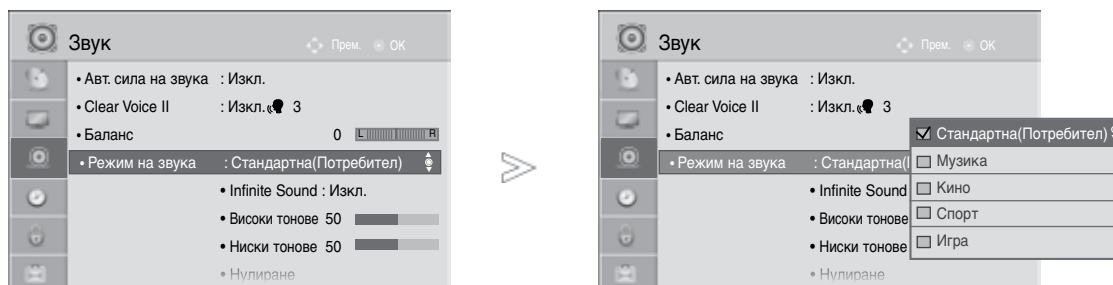 Звук
Прем. OK
• Авт. сила на звука : Изкл.
• Clear Voice II : Изкл. 3
• Баланс 0 L R
• Режим на звука : Стандартна(Потребител)
• Infinite Sound : Изкл.
• Високи тонове 50
• Ниски тонове 50
• Нулиране
Звук
Прем. OK
• Авт. сила на звука : Изкл.
• Clear Voice II : Изкл. 3
• Баланс
• Режим на звука : Стандартна(
• Infinite Sound
• Високи тонове
• Ниски тонове
• Нулиране
Стандартна(Потребител)
Музика
Кино
Спорт
Игра